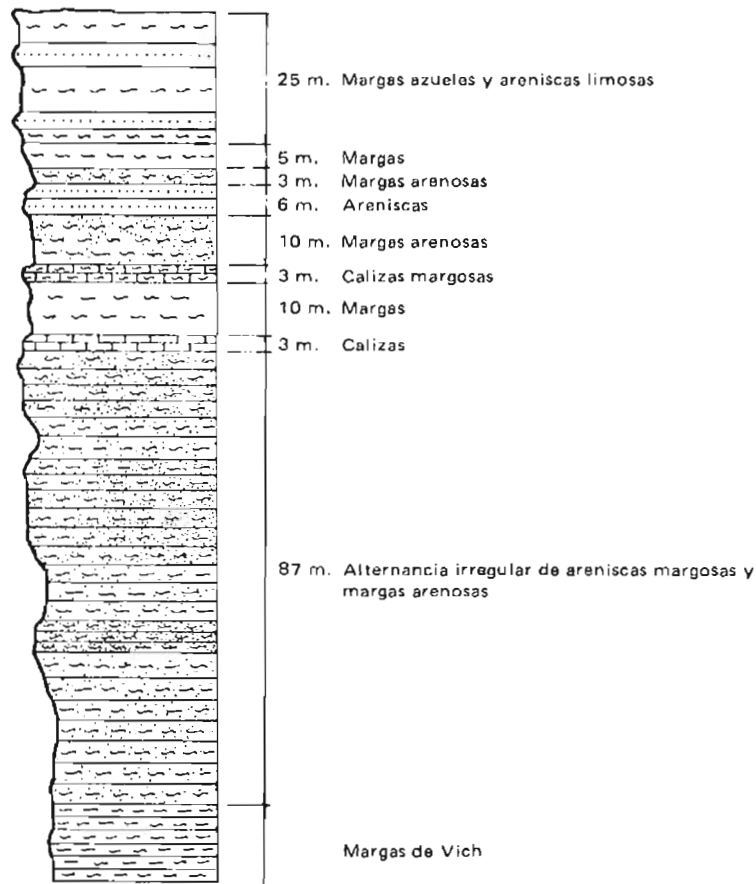 25 m. Margas azueles y areniscas limosas
5 m. Margas
3 m. Margas arenosas
6 m. Areniscas
10 m. Margas arenosas
3 m. Calizas margosas
10 m. Margas
3 m. Calizas
87 m. Alternancia irregular de areniscas margosas y
margas arenosas
Margas de Vich